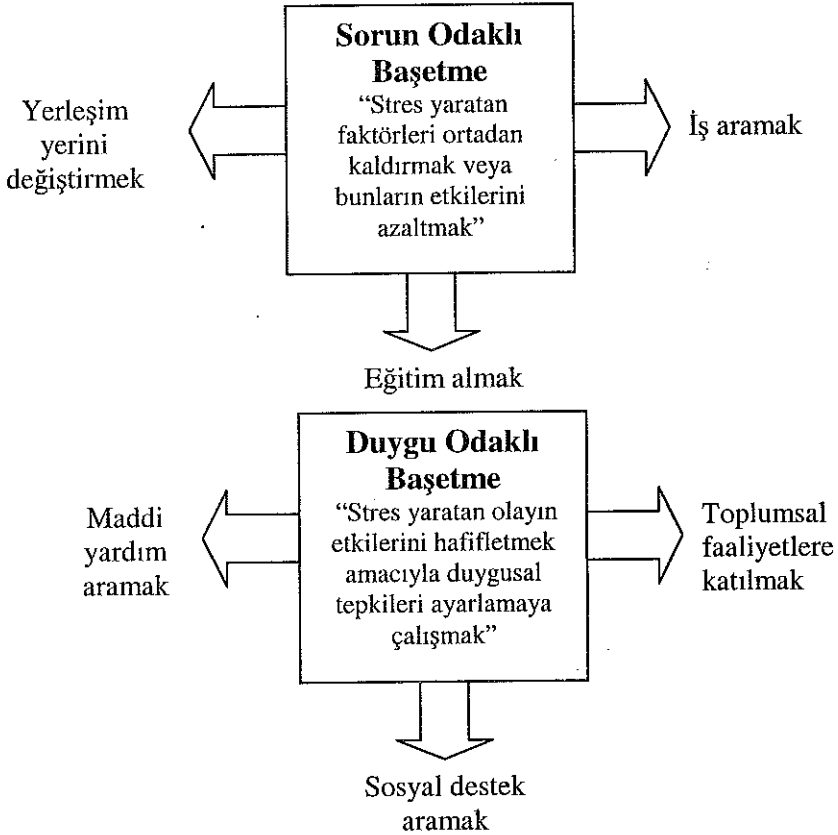 Sorun Odaklı
Başetme
“Stres yaratan
faktörleri ortadan
kaldırmak veya
bunların etkilerini
azaltmak”
Yerleşim
yerini
değiştirmek
İş aramak
Eğitim almak
Duygu Odaklı
Başetme
“Stres yaratan olayın
etkilerini hafifletmek
amacıyla duygusal
tepkileri ayarlamaya
çalışmak”
Maddi
yardım
aramak
Toplumsal
faaliyetlere
katılmak
Sosyal destek
aramak